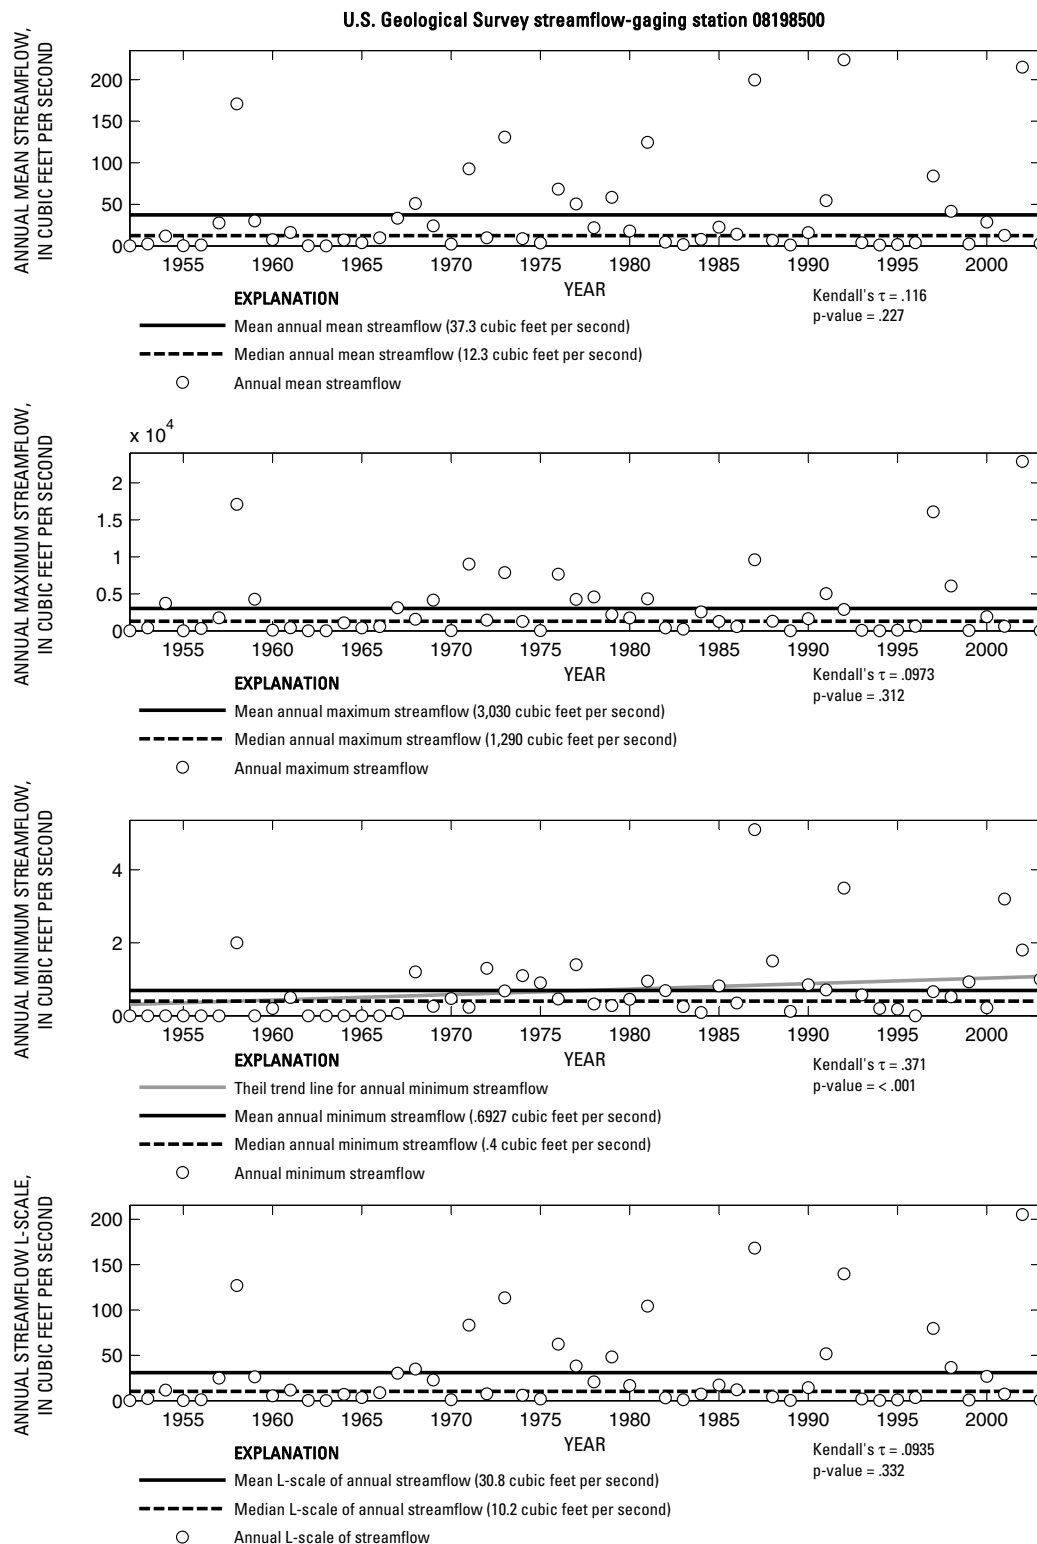 U.S. Geological Survey streamflow-gaging station 08198500
ANNUAL MEAN STREAMFLOW,
IN CUBIC FEET PER SECOND
200
150
100
50
0
1955 1960 1965 1970 1975 1980 1985 1990 1995 2000
YEAR
Kendall's τ = .116
p-value = .227
EXPLANATION
Mean annual mean streamflow (37.3 cubic feet per second)
Median annual mean streamflow (12.3 cubic feet per second)
Annual mean streamflow
ANNUAL MAXIMUM STREAMFLOW,
IN CUBIC FEET PER SECOND
x 10^4
2
1.5
1
0.5
0
1955 1960 1965 1970 1975 1980 1985 1990 1995 2000
YEAR
Kendall's τ = .0973
p-value = .312
EXPLANATION
Mean annual maximum streamflow (3,030 cubic feet per second)
Median annual maximum streamflow (1,290 cubic feet per second)
Annual maximum streamflow
ANNUAL MINIMUM STREAMFLOW,
IN CUBIC FEET PER SECOND
4
2
0
1955 1960 1965 1970 1975 1980 1985 1990 1995 2000
YEAR
Kendall's τ = .371
p-value = < .001
EXPLANATION
Theil trend line for annual minimum streamflow
Mean annual minimum streamflow (.6927 cubic feet per second)
Median annual minimum streamflow (.4 cubic feet per second)
Annual minimum streamflow
ANNUAL STREAMFLOW L-SCALE,
IN CUBIC FEET PER SECOND
200
150
100
50
0
1955 1960 1965 1970 1975 1980 1985 1990 1995 2000
YEAR
Kendall's τ = .0935
p-value = .332
EXPLANATION
Mean L-scale of annual streamflow (30.8 cubic feet per second)
Median L-scale of annual streamflow (10.2 cubic feet per second)
Annual L-scale of streamflow